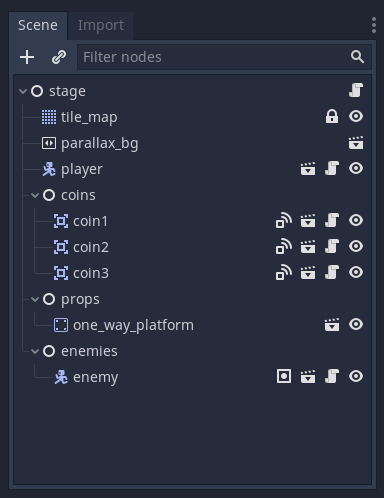 Scene Import
Filter nodes
stage
tile_map
parallax_bg
player
coins
coin1
coin2
coin3
props
one_way_platform
enemies
enemy